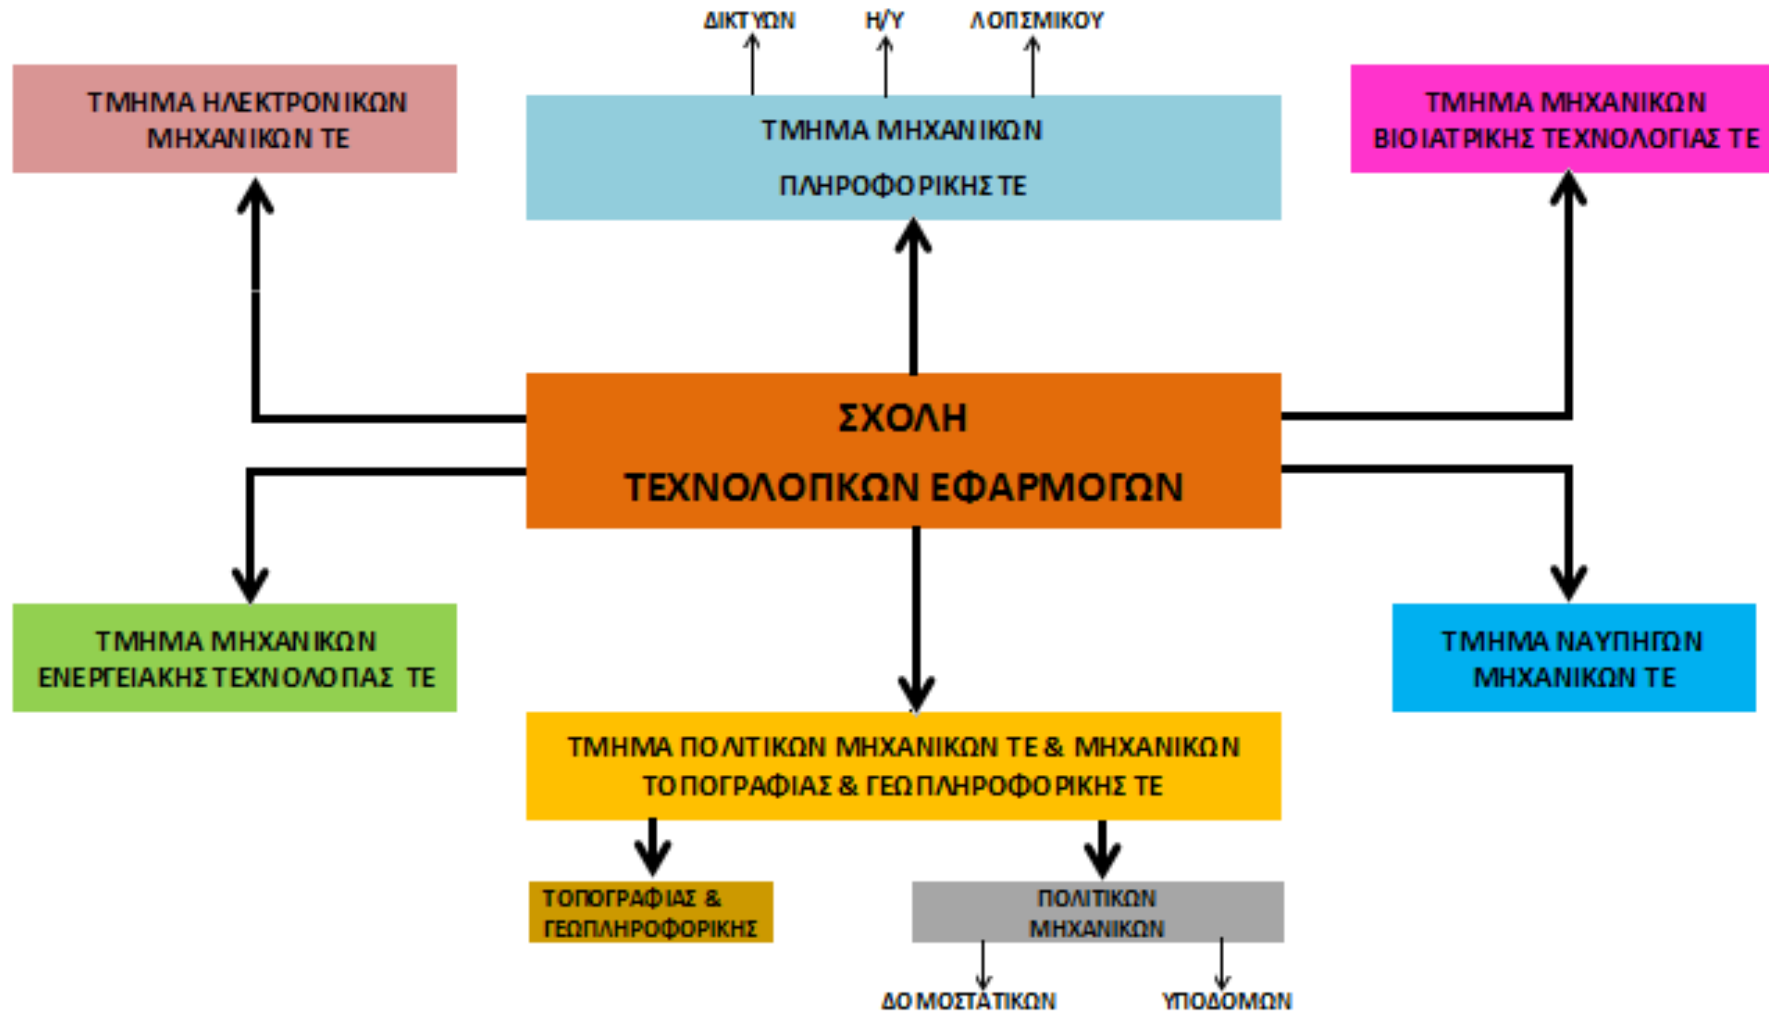 ΔΙΚΤΥΩΝ
Η/Υ
ΛΟΓΙΣΜΙΚΟΥ
ΤΜΗΜΑ ΗΛΕΚΤΡΟΝΙΚΩΝ
ΜΗΧΑΝΙΚΩΝ ΤΕ
ΤΜΗΜΑ ΜΗΧΑΝΙΚΩΝ
ΠΛΗΡΟΦΟΡΙΚΗΣ ΤΕ
ΤΜΗΜΑ ΜΗΧΑΝΙΚΩΝ
ΒΙΟΙΑΤΡΙΚΗΣ ΤΕΧΝΟΛΟΓΙΑΣ ΤΕ
ΣΧΟΛΗ
ΤΕΧΝΟΛΟΓΙΚΩΝ ΕΦΑΡΜΟΓΩΝ
ΤΜΗΜΑ ΜΗΧΑΝΙΚΩΝ
ΕΝΕΡΓΕΙΑΚΗΣ ΤΕΧΝΟΛΟΓΙΑΣ ΤΕ
ΤΜΗΜΑ ΝΑΥΠΗΓΩΝ
ΜΗΧΑΝΙΚΩΝ ΤΕ
ΤΜΗΜΑ ΠΟΛΙΤΙΚΩΝ ΜΗΧΑΝΙΚΩΝ ΤΕ & ΜΗΧΑΝΙΚΩΝ
ΤΟΠΟΓΡΑΦΙΑΣ & ΓΕΩΠΛΗΡΟΦΟΡΙΚΗΣ ΤΕ
ΤΟΠΟΓΡΑΦΙΑΣ &
ΓΕΩΠΛΗΡΟΦΟΡΙΚΗΣ
ΠΟΛΙΤΙΚΩΝ
ΜΗΧΑΝΙΚΩΝ
ΔΟΜΟΣΤΑΤΙΚΩΝ
ΥΠΟΔΟΜΩΝ